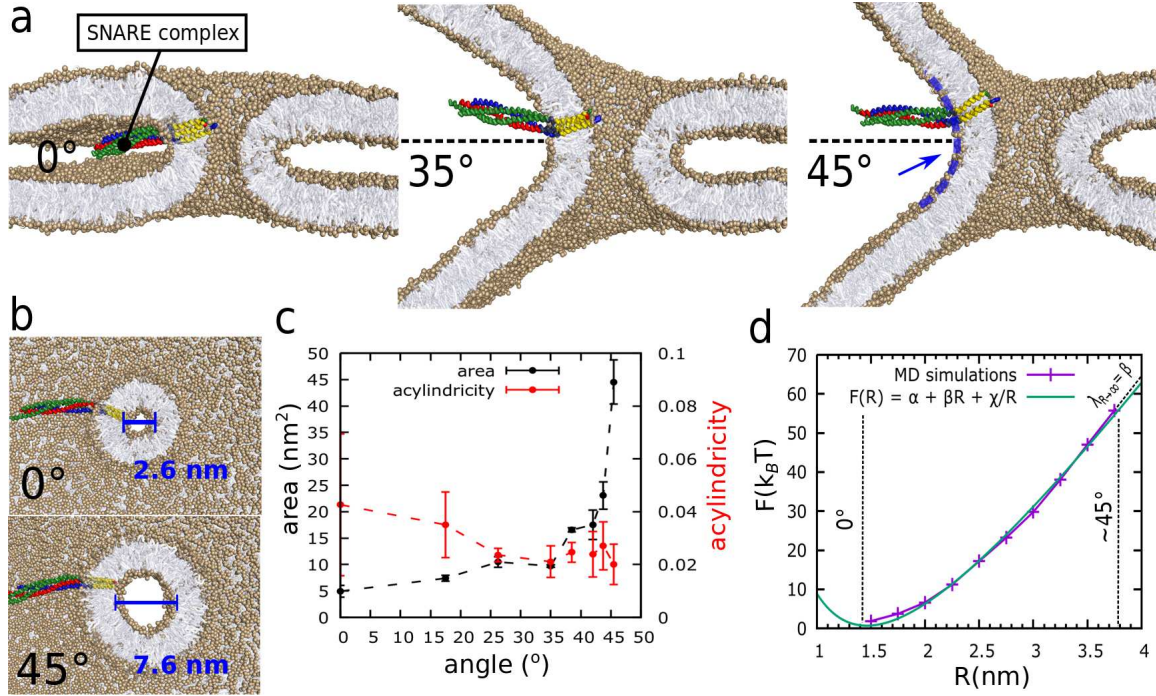 a
SNARE complex
0°
35°
45°
b
0°
2.6 nm
45°
7.6 nm
c
area
acylindricity
area (nm²)
50
45
40
35
30
25
20
15
10
5
0
0.1
0.08
0.06
0.04
0.02
0
acylindricity
0 5 10 15 20 25 30 35 40 45 50
angle (°)
d
MD simulations
F(R) = α + βR + χ/R
λR→∞ = β
F(k_BT)
70
60
50
40
30
20
10
0
0°
~45°
1 1.5 2 2.5 3 3.5 4
R(nm)